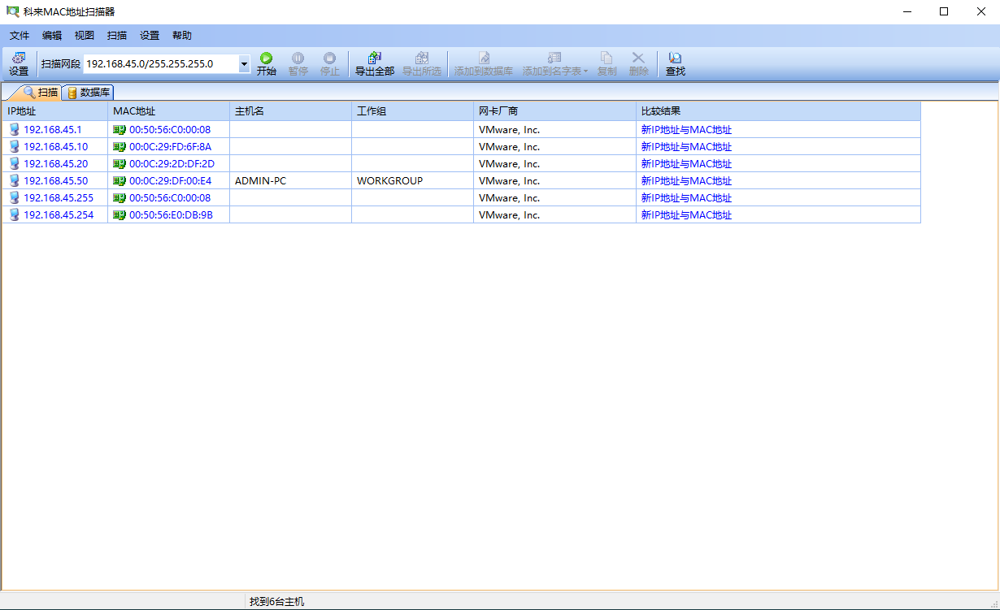 科来MAC地址扫描器
文件 编辑 视图 扫描 设置 帮助
设置 扫描网段 192.168.45.0/255.255.255.0 开始 暂停 停止 导出全部 导出所选 添加到数据库 添加到名字表 复制 删除 查找
扫描 数据库
IP地址 MAC地址 主机名 工作组 网卡厂商 比较结果
192.168.45.1 00:50:56:C0:00:08 VMware, Inc. 新IP地址与MAC地址
192.168.45.10 00:0C:29:FD:6F:8A VMware, Inc. 新IP地址与MAC地址
192.168.45.20 00:0C:29:2D:DF:2D VMware, Inc. 新IP地址与MAC地址
192.168.45.50 00:0C:29:DF:00:E4 ADMIN-PC WORKGROUP VMware, Inc. 新IP地址与MAC地址
192.168.45.255 00:50:56:C0:00:08 VMware, Inc. 新IP地址与MAC地址
192.168.45.254 00:50:56:E0:DB:9B VMware, Inc. 新IP地址与MAC地址
找到6台主机